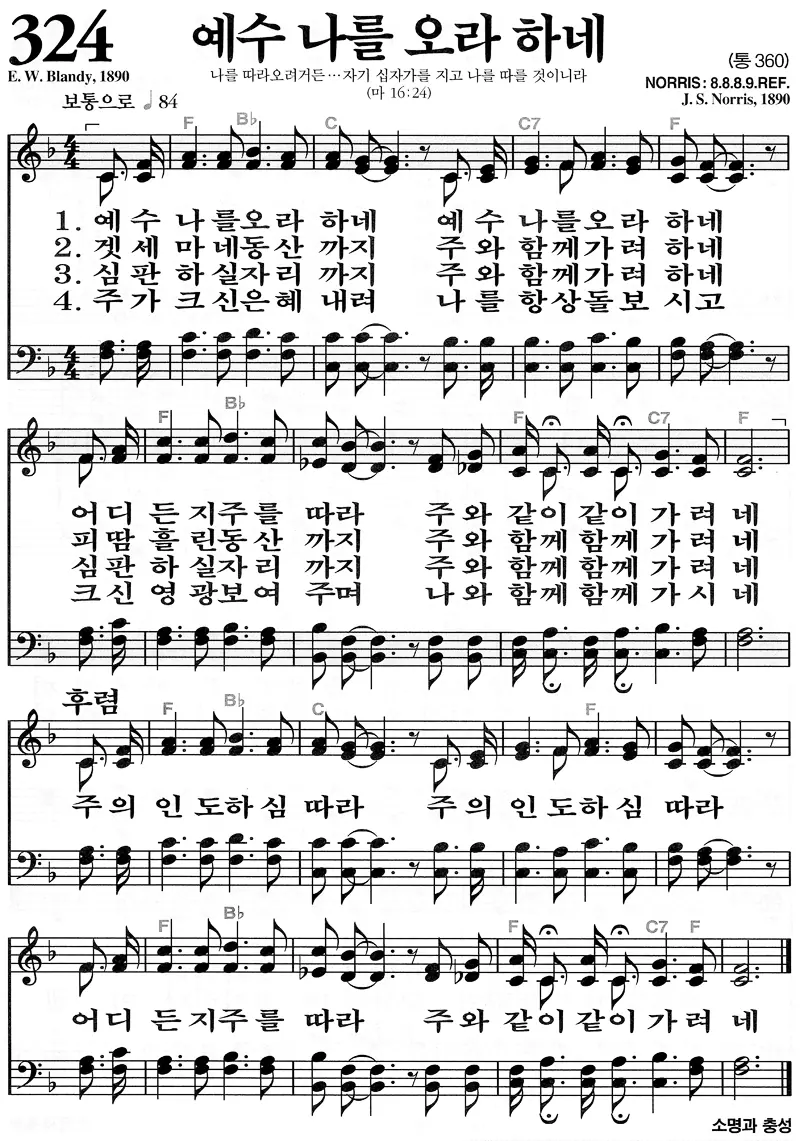 324 예수 나를 오라 하네 (통 360)
E. W. Blandy, 1890 나를 따라오려거든…자기 십자가를 지고 나를 따를 것이니라 NORRIS : 8.8.8.9.REF.
(마 16:24) J. S. Norris, 1890
보통으로 ♩ 84
F B♭ C C7 F
1. 예 수 나 를오 라 하네 예 수 나 를오 라 하네
2. 겟 세 마 네동 산 까지 주 와 함 께가 려 하네
3. 심 판 하 실자 리 까지 주 와 함 께가 려 하네
4. 주 가 크 신은 혜 내려 나 를 항 상돌 보 시고
F B♭ F C7 F
어 디 든 지주 를 따라 주 와 같 이 같 이 가 려 네
피 땀 흘 린동 산 까지 주 와 함 께 함 께 가 려 네
심 판 하 실자 리 까지 주 와 함 께 함 께 가 려 네
크 신 영 광보 여 주며 나 와 함 께 함 께 가 시 네
후렴
F B♭ C F
주 의 인 도하 심 따라 주 의 인 도하 심 따라
F B♭ F C7 F
어 디 든 지주 를 따라 주 와 같 이 같 이 가 려 네
소명과 충성